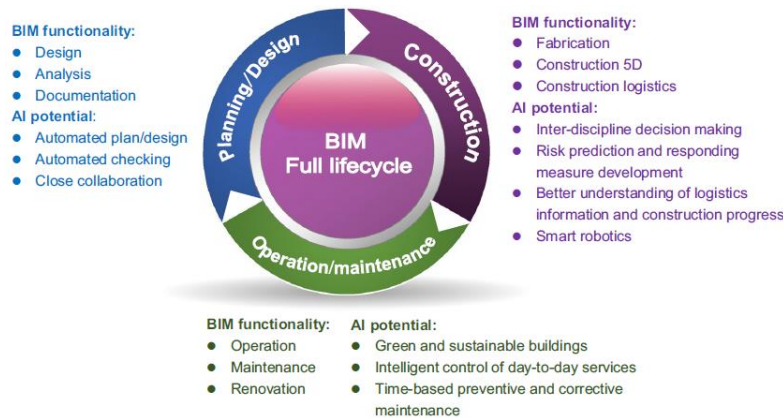 BIM functionality:
● Design
● Analysis
● Documentation
AI potential:
● Automated plan/design
● Automated checking
● Close collaboration
Planning/Design
Construction
Operation/maintenance
BIM
Full lifecycle
BIM functionality:
● Fabrication
● Construction 5D
● Construction logistics
AI potential:
● Inter-discipline decision making
● Risk prediction and responding
measure development
● Better understanding of logistics
information and construction progress
● Smart robotics
BIM functionality:
● Operation
● Maintenance
● Renovation
AI potential:
● Green and sustainable buildings
● Intelligent control of day-to-day services
● Time-based preventive and corrective
maintenance